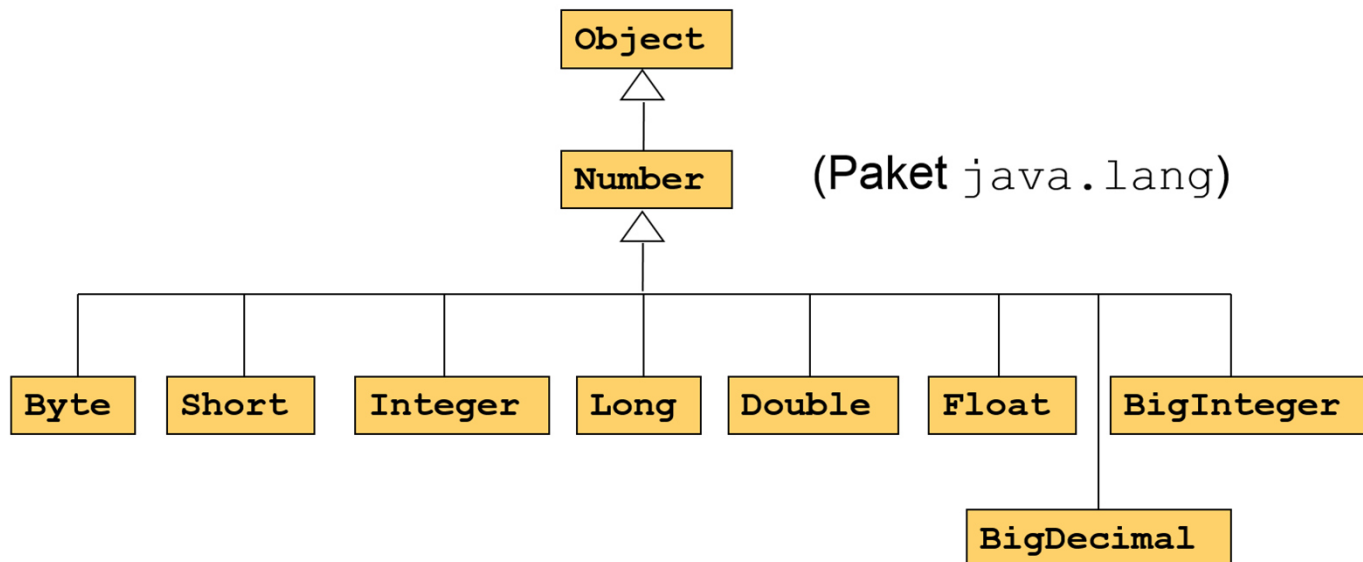 Object
Number
(Paket java.lang)
Byte
Short
Integer
Long
Double
Float
BigInteger
BigDecimal